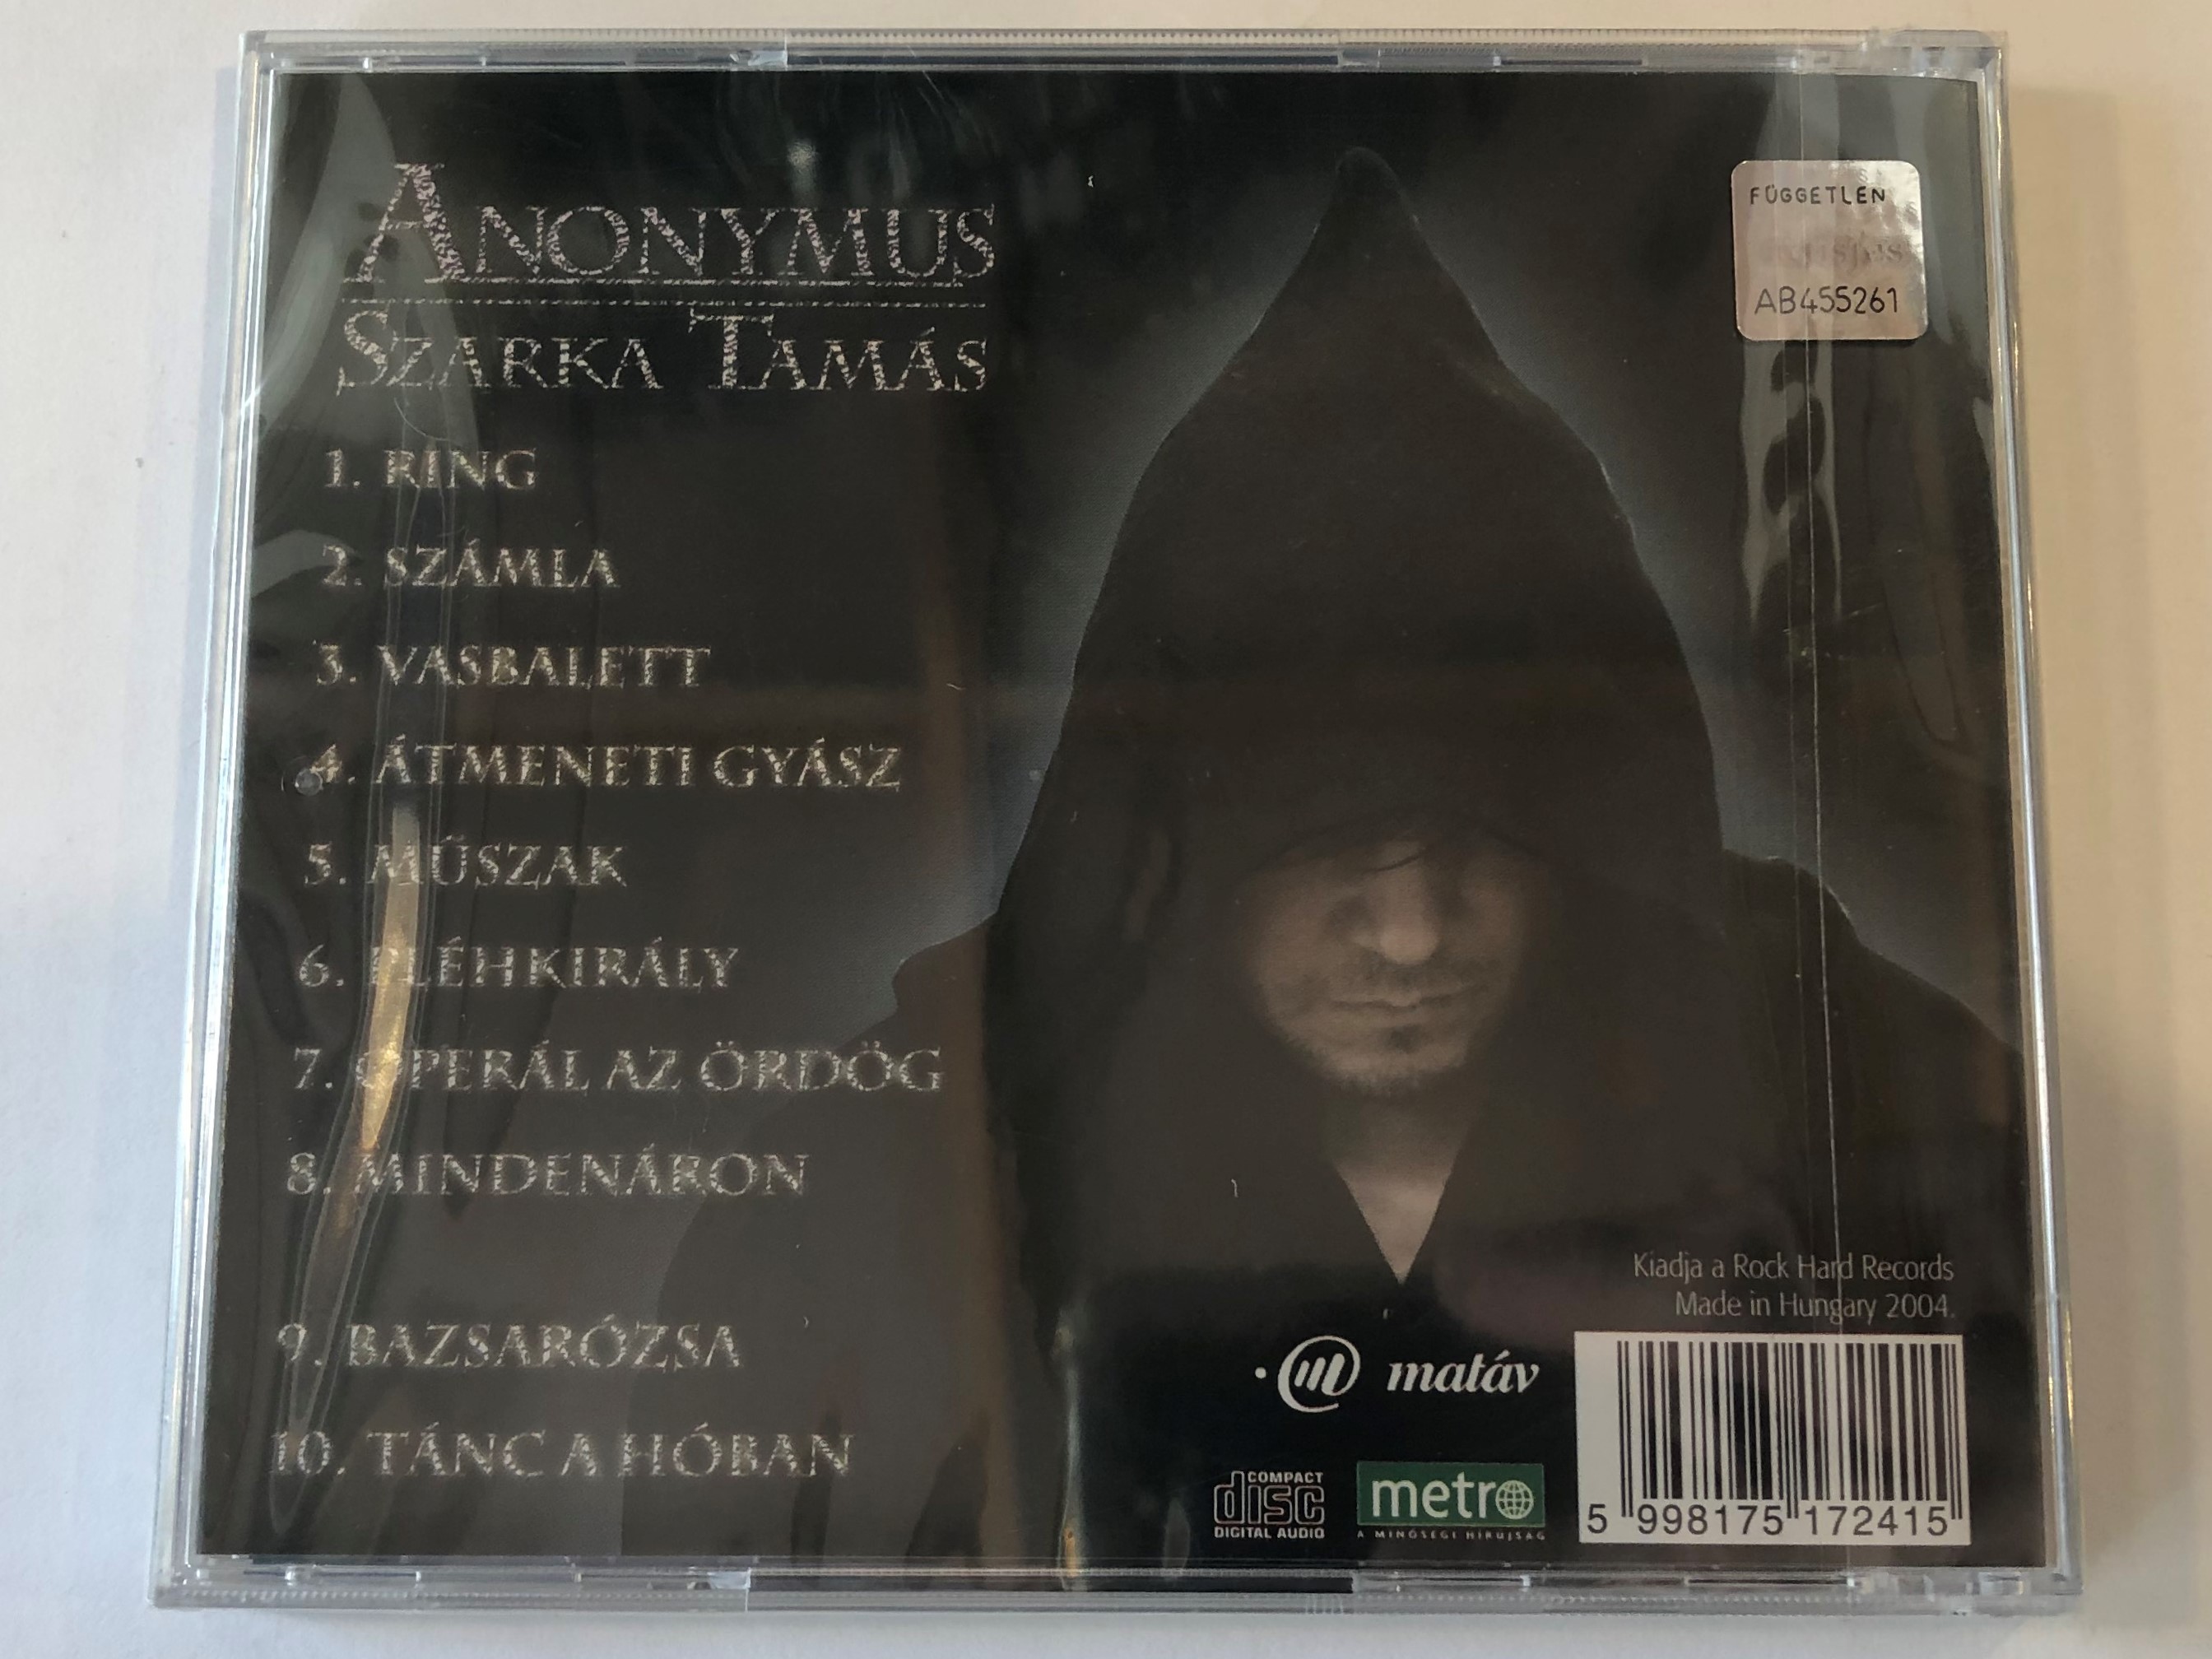 ANONYMUS
SZARKA TAMÁS
1. RING
2. SZÁMLA
3. VASBALETT
4. ÁTMENETI GYÁSZ
5. MŰSZAK
6. PLÉHKIRÁLY
7. OPERÁL AZ ÖRDÖG
8. MINDENÁRON
9. BAZSARÓZSA
10. TÁNC A HÓBAN
FÜGGETLEN
AB455261
Kiadja a Rock Hard Records
Made in Hungary 2004.
matáv
COMPACT
disc
DIGITAL AUDIO
metro
A MINŐSÉGI HÍRÚJSÁG
5 998175 172415